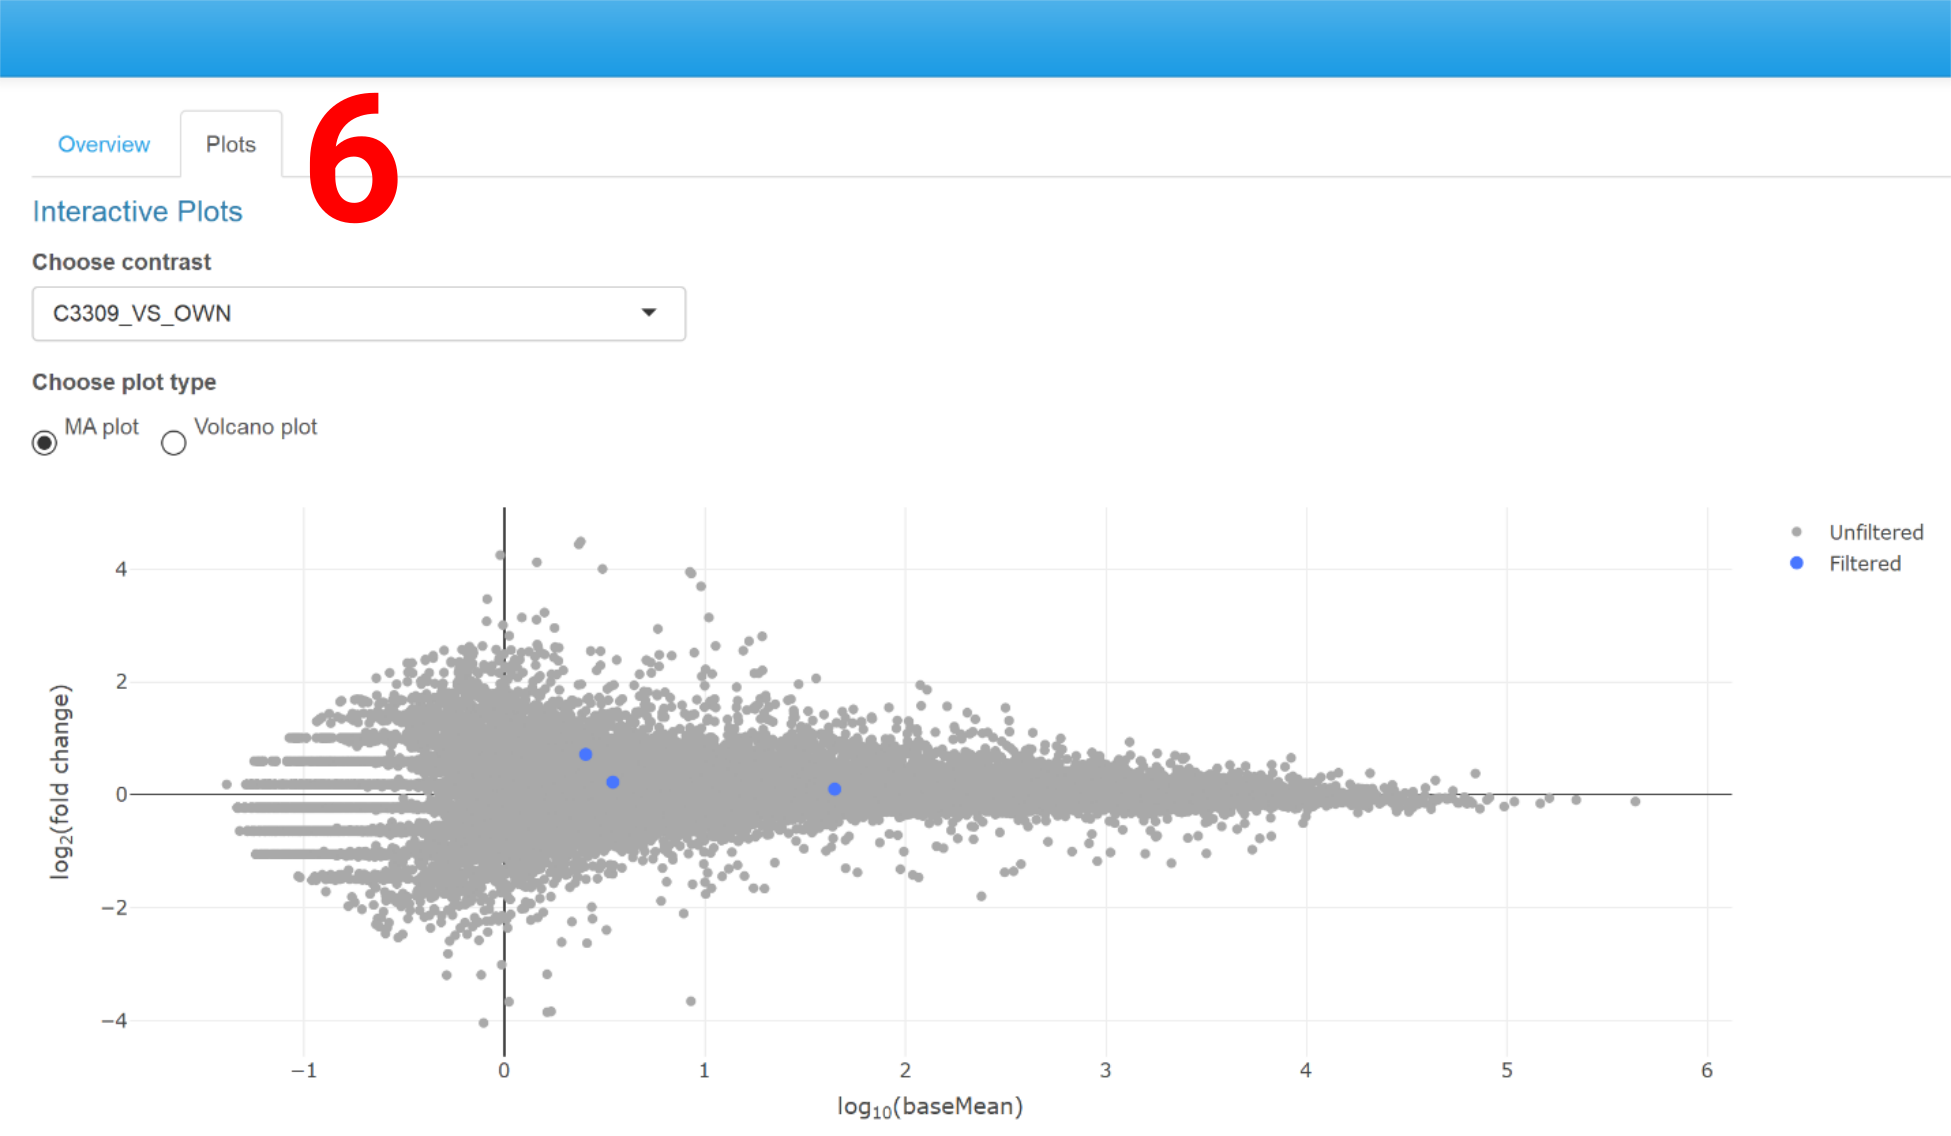 Overview Plots 6
Interactive Plots
Choose contrast
C3309_VS_OWN
Choose plot type
MA plot Volcano plot
Unfiltered
Filtered
log₂(fold change)
4
2
0
−2
−4
−1 0 1 2 3 4 5 6
log₁₀(baseMean)